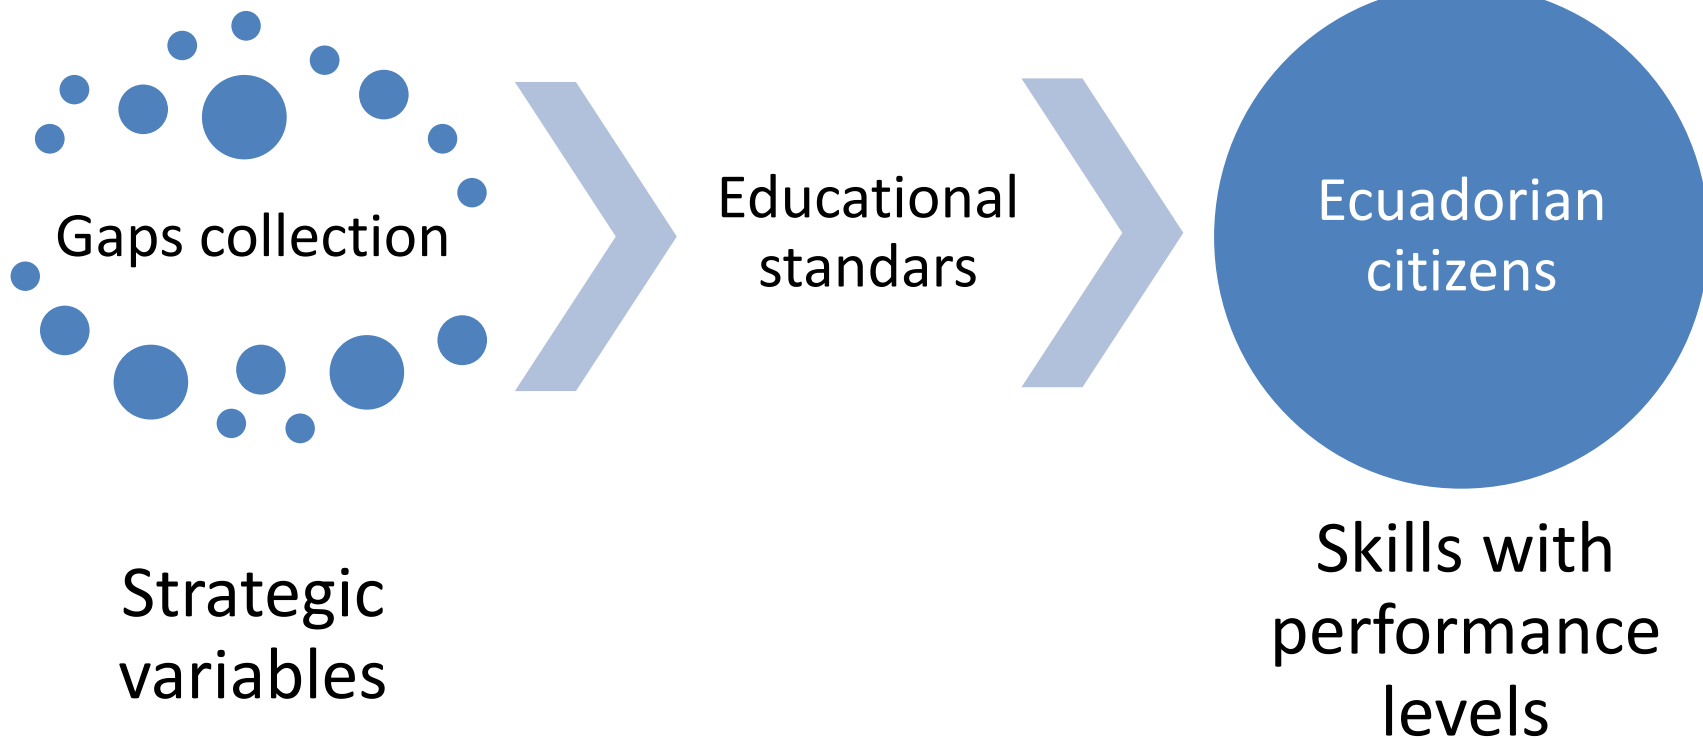 Gaps collection
Educational
standars
Ecuadorian
citizens
Strategic
variables
Skills with
performance
levels